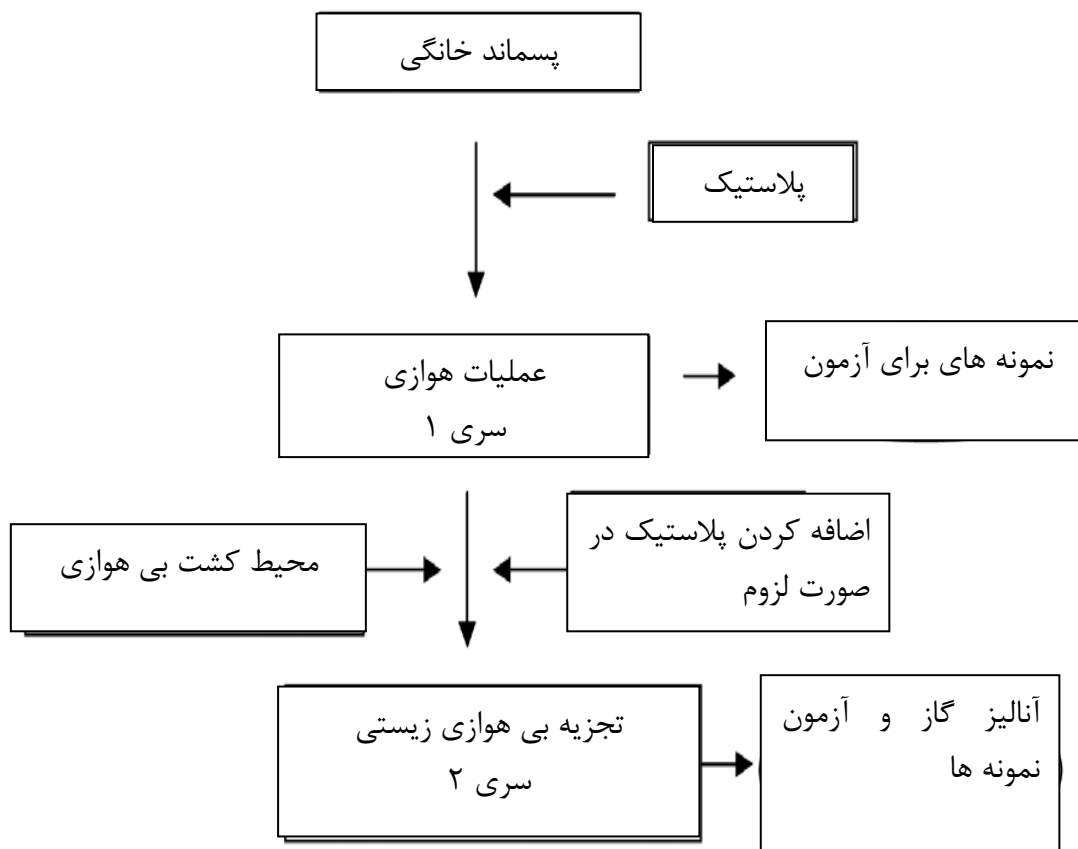 پسماند خانگی
پلاستیک
عملیات هوازی
سری ۱
نمونه های برای آزمون
اضافه کردن پلاستیک در
صورت لزوم
محیط کشت بی هوازی
تجزیه بی هوازی زیستی
سری ۲
آنالیز گاز و آزمون
نمونه ها